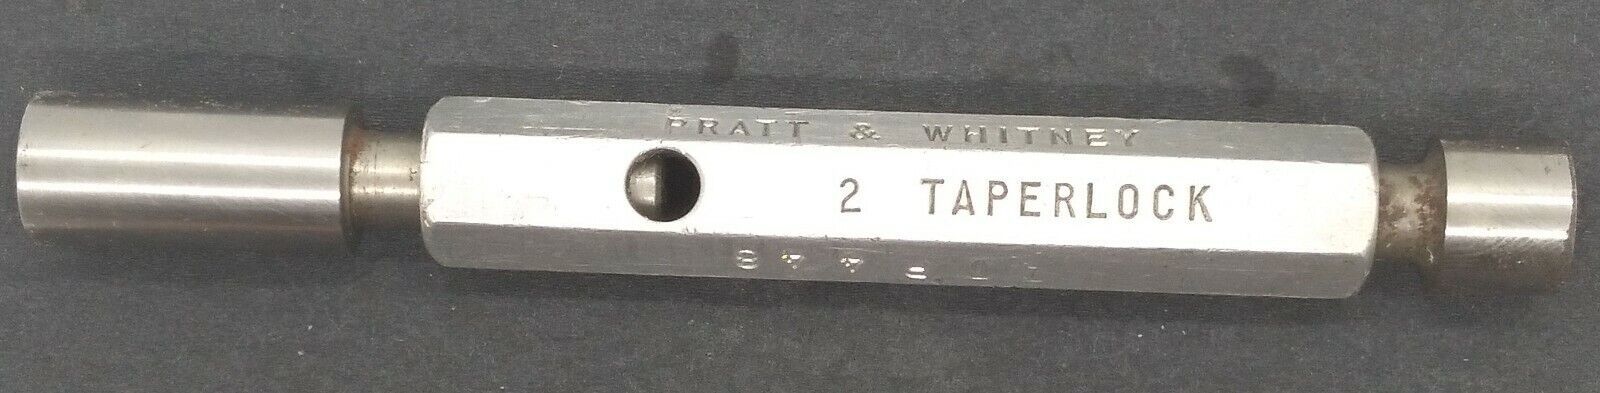 PRATT & WHITNEY
2 TAPERLOCK